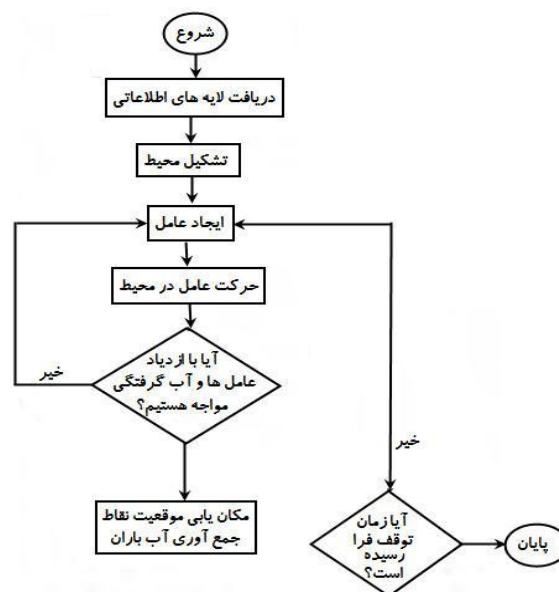 شروع
دریافت لایه های اطلاعاتی
تشکیل محیط
ایجاد عامل
حرکت عامل در محیط
آیا با ازدیاد
عامل ها و آب گرفتگی
مواجه هستیم؟
خیر
مکان یابی موقعیت نقاط
جمع آوری آب باران
خیر
آیا زمان
توقف فرا
رسیده
است؟
پایان